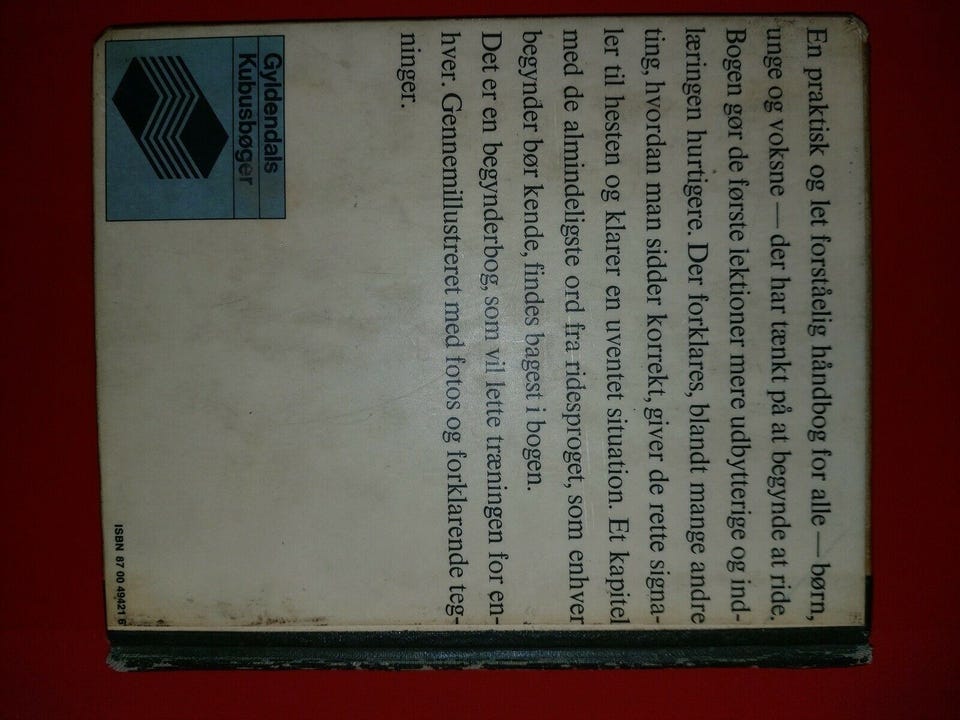 En praktisk og let forståelig håndbog for alle — børn,
unge og voksne — der har tænkt på at begynde at ride.
Bogen gør de første lektioner mere udbytterige og ind-
læringen hurtigere. Der forklares, blandt mange andre
ting, hvordan man sidder korrekt, giver de rette signa-
ler til hesten og klarer en uventet situation. Et kapitel
med de almindeligste ord fra ridesproget, som enhver
begynder bør kende, findes bagest i bogen.
Det er en begynderbog, som vil lette træningen for en-
hver. Gennemillustreret med fotos og forklarende teg-
ninger.
Gyldendals
Kubusbøger
ISBN 87 00 49421 6